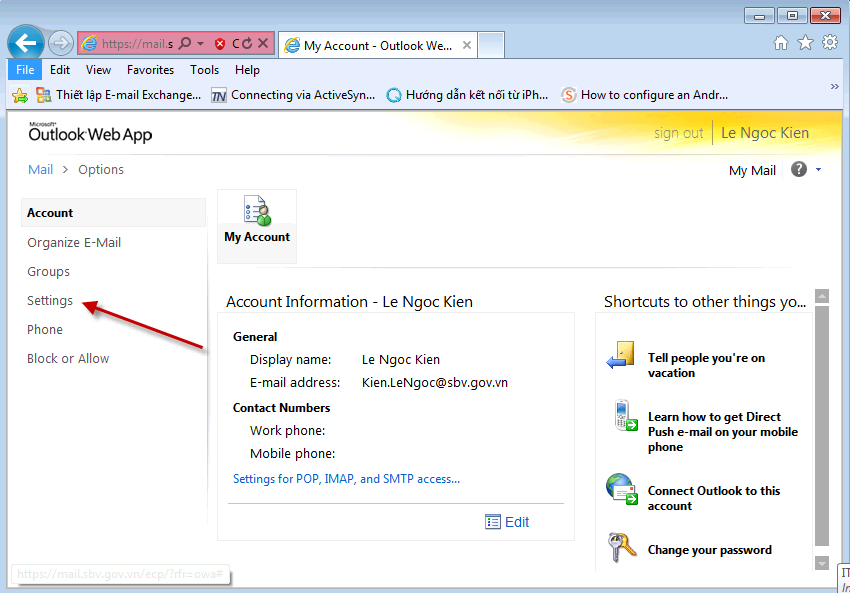 https://mail.s
My Account - Outlook We...
File Edit View Favorites Tools Help
Thiết lập E-mail Exchange... TN Connecting via ActiveSyn... Hướng dẫn kết nối từ iPh... S How to configure an Andr...
Microsoft®
Outlook Web App
sign out Le Ngoc Kien
Mail > Options
My Mail
Account
Organize E-Mail
Groups
Settings
Phone
Block or Allow
My Account
Account Information - Le Ngoc Kien
General
Display name: Le Ngoc Kien
E-mail address: Kien.LeNgoc@sbv.gov.vn
Contact Numbers
Work phone:
Mobile phone:
Settings for POP, IMAP, and SMTP access...
Edit
Shortcuts to other things yo...
Tell people you're on
vacation
Learn how to get Direct
Push e-mail on your mobile
phone
Connect Outlook to this
account
Change your password
https://mail.sbv.gov.vn/ecp/?rfr=owa#